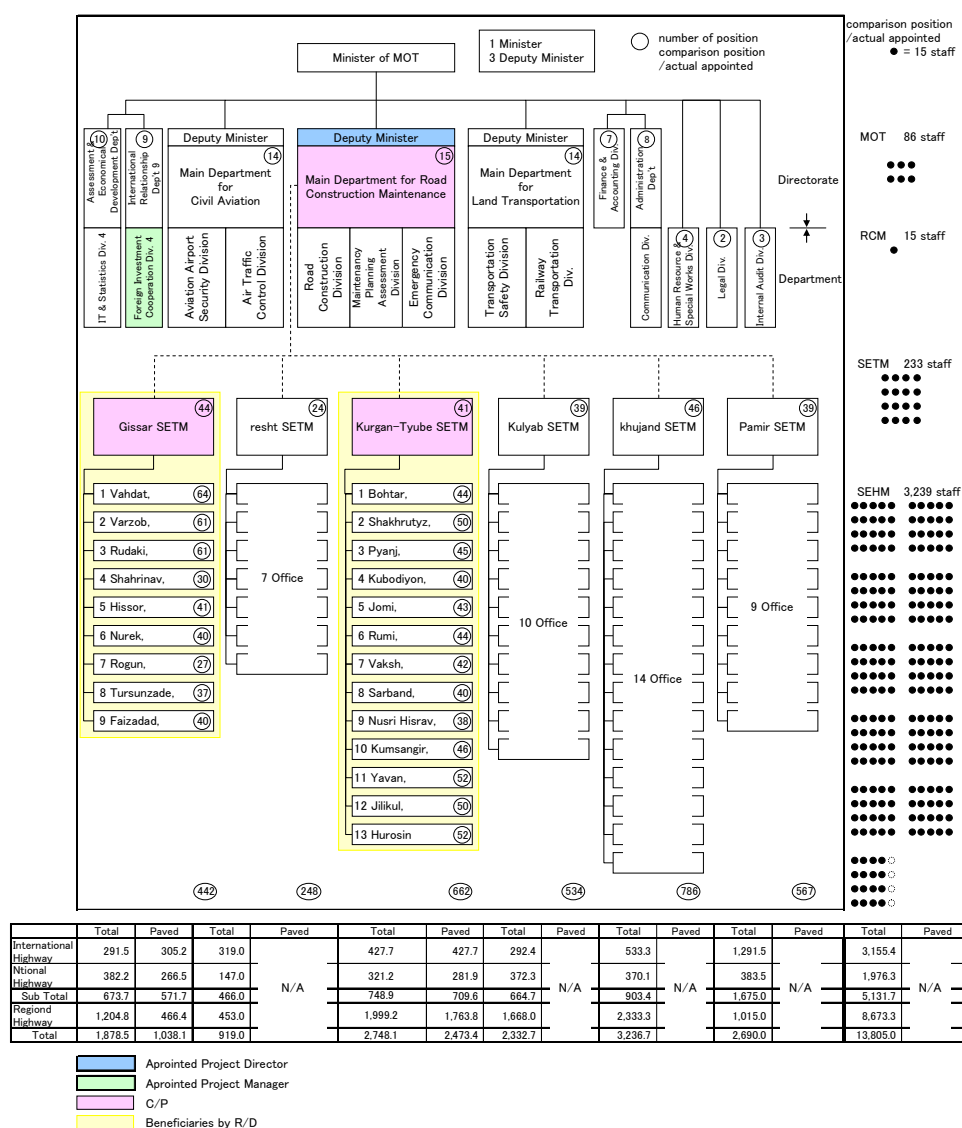 Minister of MOT
1 Minister
3 Deputy Minister
number of position
comparison position
/actual appointed
comparison position
/actual appointed
● = 15 staff
MOT 86 staff
RCM 15 staff
SETM 233 staff
SEHM 3,239 staff
Directorate
Department
10
Assessment &
Economical
Development Dep't
IT & Statistics Div. 4
9
International
Relationship
Dep't 9
Foreign Investment
Cooperation Div. 4
Deputy Minister
14
Main Department
for
Civil Aviation
Aviation Airport
Security Division
Air Traffic
Control Division
Deputy Minister
15
Main Department for Road
Construction Maintenance
Road
Construction
Division
Maintenancy
Planning
Assessment
Division
Emergency
Communication
Division
Deputy Minister
14
Main Department
for
Land Transportation
Transportation
Safety Division
Railway
Transportation
Div.
7
Finance &
Accounting Div.
8
Administration
Dep't
Communication Div.
4
Human Resource &
Special Works Div.
2
Legal Div.
3
Internal Audit Div.
44
Gissar SETM
24
resht SETM
41
Kurgan-Tyube SETM
39
Kulyab SETM
46
khujand SETM
39
Pamir SETM
1 Vahdat, 64
2 Varzob, 61
3 Rudaki, 61
4 Shahrinav, 30
5 Hissor, 41
6 Nurek, 40
7 Rogun, 27
8 Tursunzade, 37
9 Faizadad, 40
7 Office
1 Bohtar, 44
2 Shakhrutyz, 50
3 Pyanj, 45
4 Kubodiyon, 40
5 Jomi, 43
6 Rumi, 44
7 Vaksh, 42
8 Sarband, 40
9 Nusri Hisrav, 38
10 Kumsangir, 46
11 Yavan, 52
12 Jilikul, 50
13 Hurosin 52
10 Office
14 Office
9 Office
442 248 662 534 786 567
Total Paved Total Paved Total Paved Total Paved Total Paved Total Paved Total Paved
International
Highway 291.5 305.2 319.0 427.7 427.7 292.4 533.3 1,291.5 3,155.4
Ntional
Highway 382.2 266.5 147.0 321.2 281.9 372.3 370.1 383.5 1,976.3
N/A N/A N/A N/A
Sub Total 673.7 571.7 466.0 748.9 709.6 664.7 903.4 1,675.0 5,131.7
Regiond
Highway 1,204.8 466.4 453.0 1,999.2 1,763.8 1,668.0 2,333.3 1,015.0 8,673.3
Total 1,878.5 1,038.1 919.0 2,748.1 2,473.4 2,332.7 3,236.7 2,690.0 13,805.0
Aprointed Project Director
Aprointed Project Manager
C/P
Beneficiaries by R/D